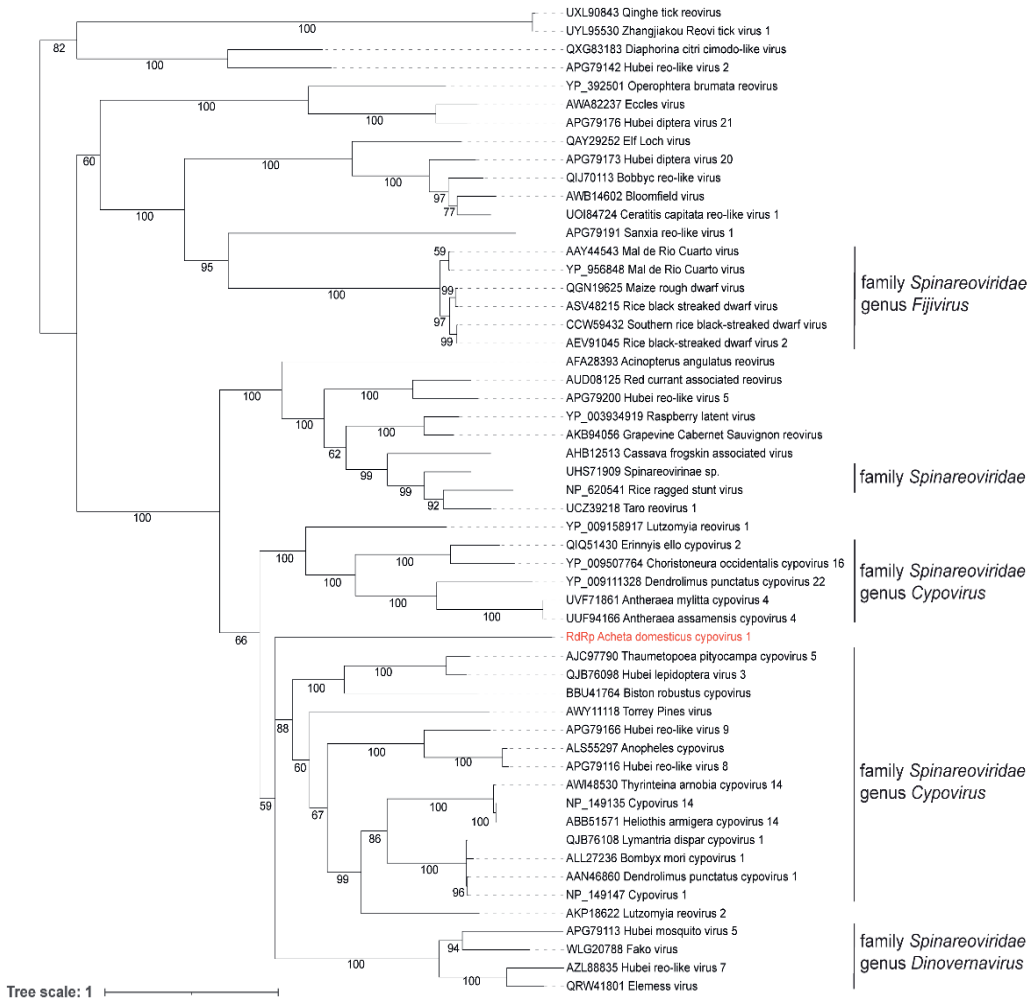 UXL90843 Qinghe tick reovirus
UYL95530 Zhangjiakou Reovi tick virus 1
100
82
QXG83183 Diaphorina citri cimodo-like virus
APG79142 Hubei reo-like virus 2
100
YP_392501 Operophtera brumata reovirus
AWA82237 Eccles virus
100
APG79176 Hubei diptera virus 21
100
QAY29252 Elf Loch virus
60
APG79173 Hubei diptera virus 20
100
QIJ70113 Bobbyc reo-like virus
AWB14602 Bloomfield virus
100
97
UOI84724 Ceratitis capitata reo-like virus 1
77
100
APG79191 Sanxia reo-like virus 1
AAY44543 Mal de Rio Cuarto virus
59
YP_956848 Mal de Rio Cuarto virus
95
QGN19625 Maize rough dwarf virus
99
ASV48215 Rice black streaked dwarf virus
CCW59432 Southern rice black-streaked dwarf virus
97
AEV91045 Rice black-streaked dwarf virus 2
99
family Spinareoviridae
genus Fijivirus
AFA28393 Acinopterus angulatus reovirus
AUD08125 Red currant associated reovirus
100
100
APG79200 Hubei reo-like virus 5
YP_003934919 Raspberry latent virus
100
AKB94056 Grapevine Cabernet Sauvignon reovirus
100
AHB12513 Cassava frogskin associated virus
62
UHS71909 Spinareovirinae sp.
99
NP_620541 Rice ragged stunt virus
99
UCZ39218 Taro reovirus 1
92
family Spinareoviridae
100
YP_009158917 Lutzomyia reovirus 1
QIQ51430 Erinnyis ello cypovirus 2
YP_009507764 Choristoneura occidentalis cypovirus 16
100
100
YP_009111328 Dendrolimus punctatus cypovirus 22
100
UVF71861 Antheraea mylitta cypovirus 4
UUF94166 Antheraea assamensis cypovirus 4
100
100
family Spinareoviridae
genus Cypovirus
66
RdRp Acheta domesticus cypovirus 1
AJC97790 Thaumetopoea pityocampa cypovirus 5
QJB76098 Hubei lepidoptera virus 3
100
BBU41764 Biston robustus cypovirus
100
AWY11118 Torrey Pines virus
88
APG79166 Hubei reo-like virus 9
ALS55297 Anopheles cypovirus
100
60
APG79116 Hubei reo-like virus 8
100
AWI48530 Thyrinteina arnobia cypovirus 14
NP_149135 Cypovirus 14
100
59
67
ABB51571 Heliothis armigera cypovirus 14
100
86
QJB76108 Lymantria dispar cypovirus 1
ALL27236 Bombyx mori cypovirus 1
100
AAN46860 Dendrolimus punctatus cypovirus 1
99
96
NP_149147 Cypovirus 1
AKP18622 Lutzomyia reovirus 2
family Spinareoviridae
genus Cypovirus
APG79113 Hubei mosquito virus 5
94
WLG20788 Fako virus
100
AZL88835 Hubei reo-like virus 7
100
QRW41801 Elemess virus
family Spinareoviridae
genus Dinovernavirus
Tree scale: 1